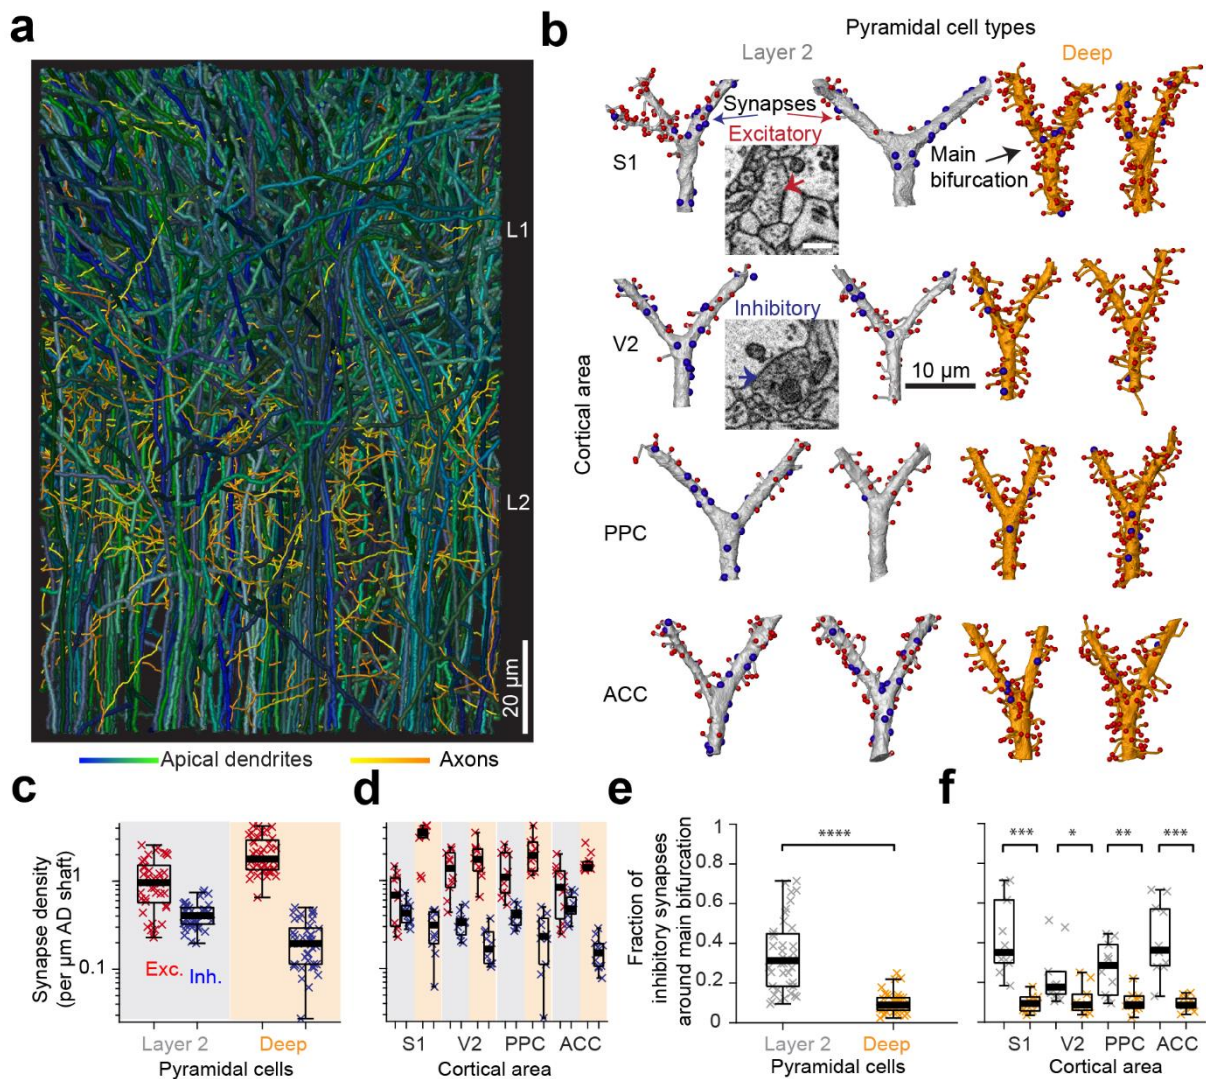 a
L1
L2
20 µm
Apical dendrites
Axons
b
Pyramidal cell types
Layer 2
Deep
Synapses
Excitatory
S1
Main
bifurcation
Inhibitory
V2
10 µm
Cortical area
PPC
ACC
c
Synapse density
(per µm AD shaft)
1
0.1
Exc.
Inh.
Layer 2
Deep
Pyramidal cells
d
1
0.1
S1
V2
PPC
ACC
Cortical area
e
Fraction of
inhibitory synapses
around main bifurcation
1
0.8
0.6
0.4
0.2
0
****
Layer 2
Deep
Pyramidal cells
f
***
*
**
***
S1
V2
PPC
ACC
Cortical area